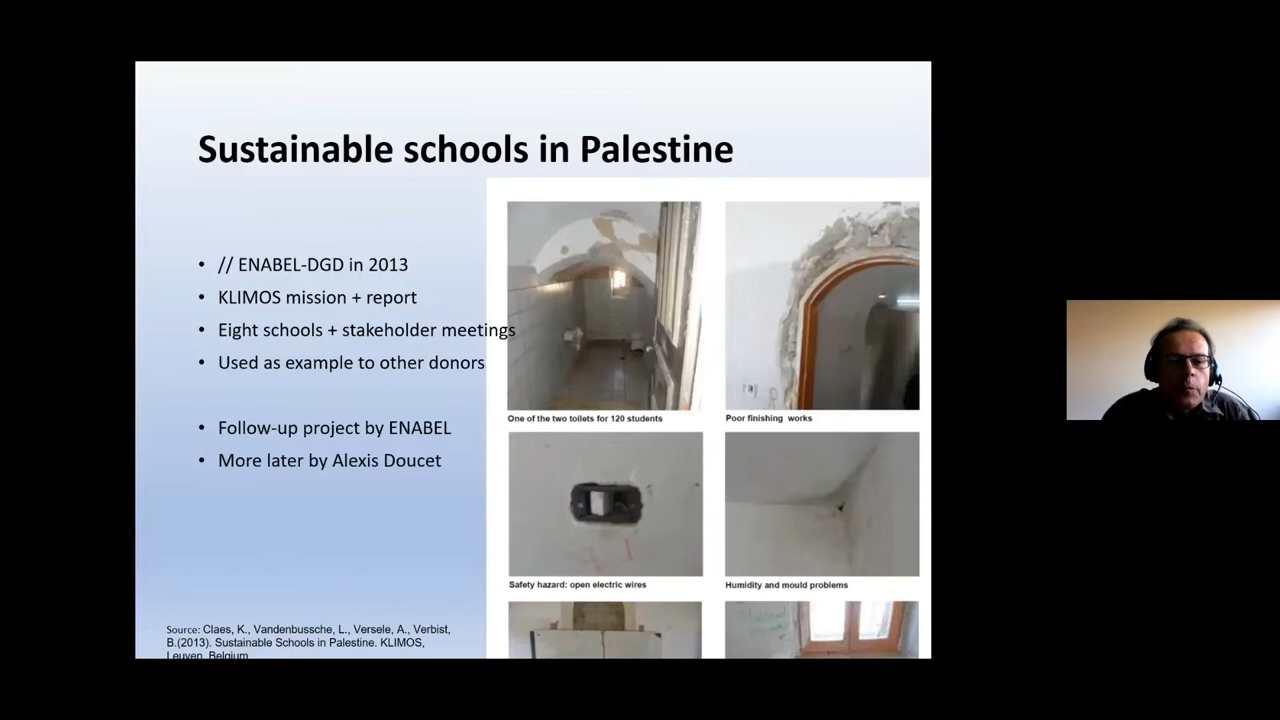 Sustainable schools in Palestine
• // ENABEL-DGD in 2013
• KLIMOS mission + report
• Eight schools + stakeholder meetings
• Used as example to other donors
• Follow-up project by ENABEL
• More later by Alexis Doucet
One of the two toilets for 120 students
Poor finishing works
Safety hazard: open electric wires
Humidity and mould problems
Source: Claes, K., Vandenbussche, L., Versele, A., Verbist,
B.(2013). Sustainable Schools in Palestine. KLIMOS,
Leuven, Belgium